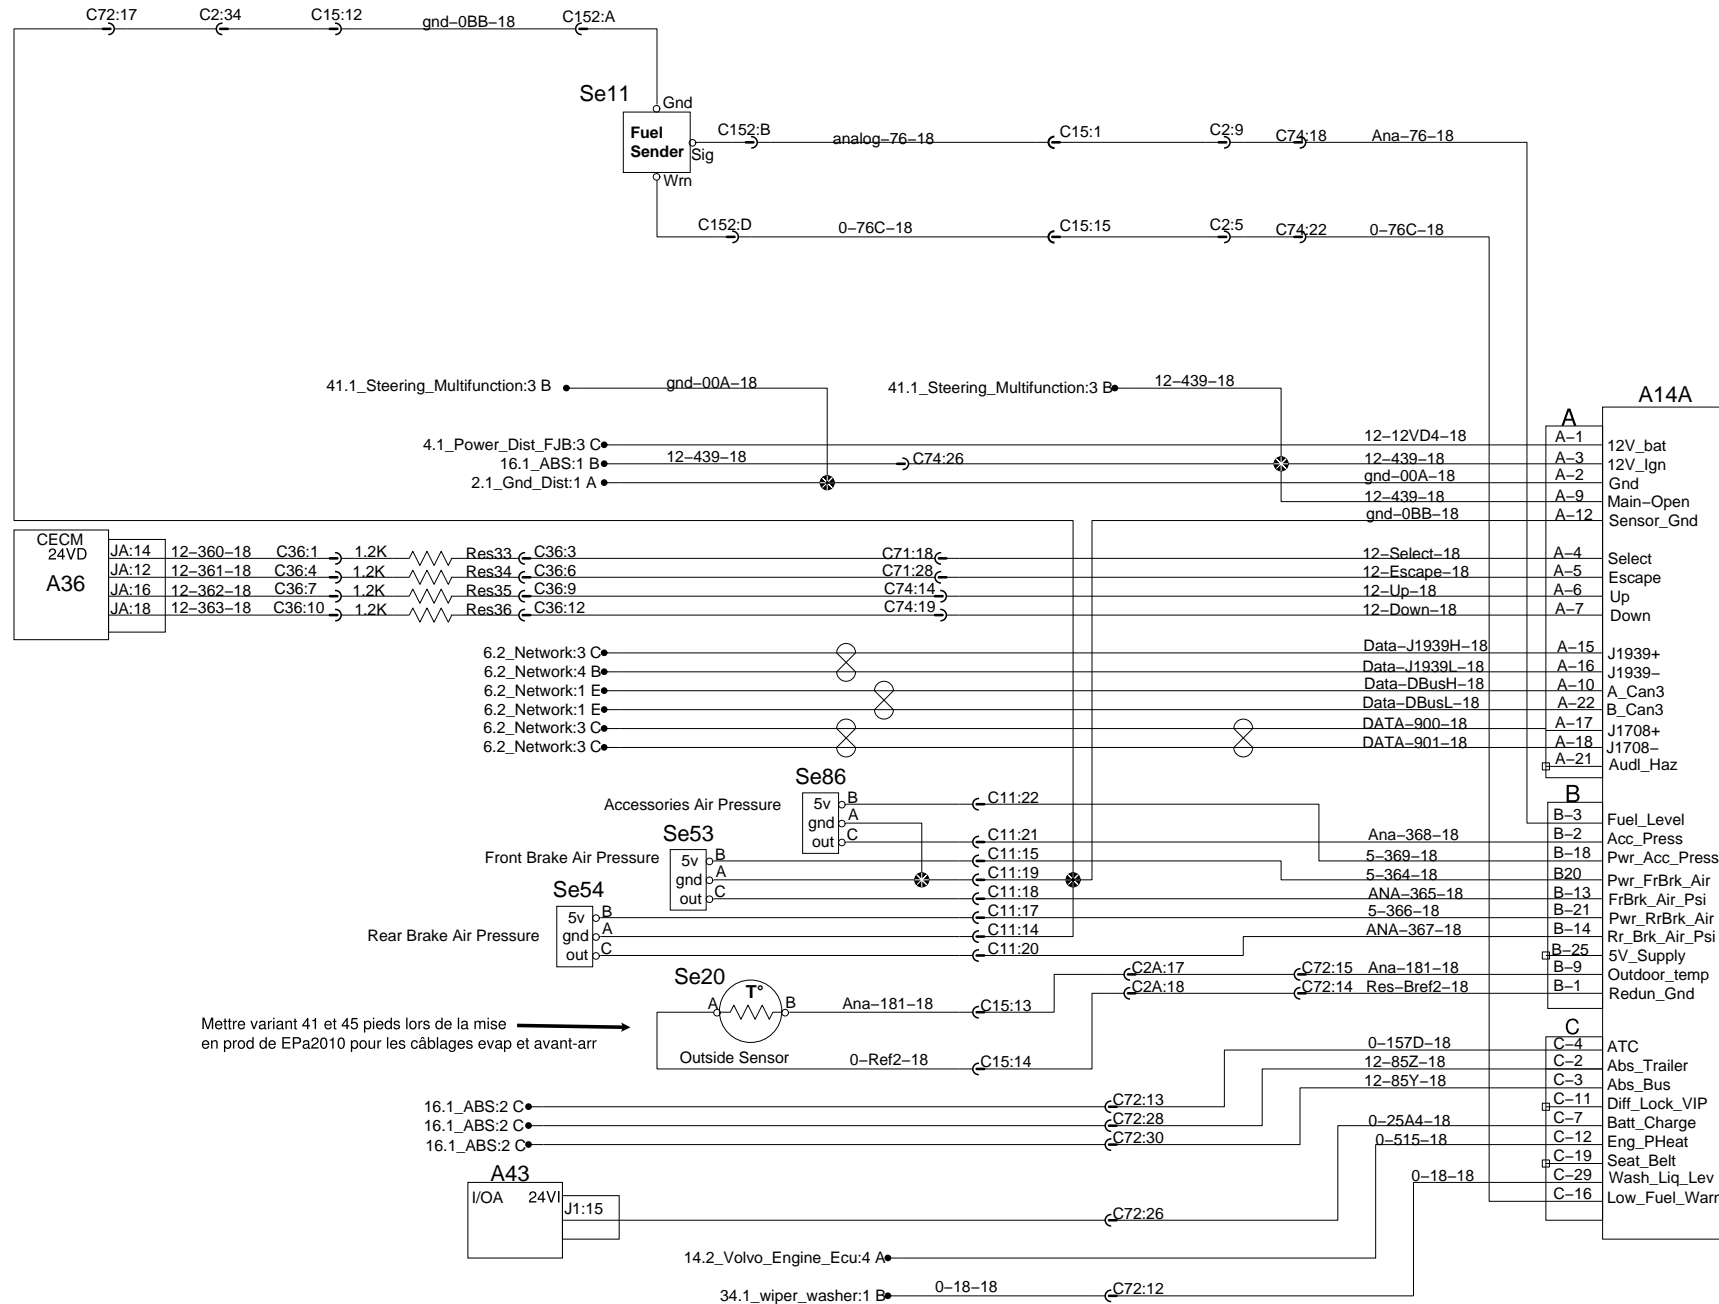 C72:17 C2:34 C15:12 gnd-0BB-18 C152:A
Se11
Gnd
Fuel
Sender
Sig
Wrn
C152:B analog-76-18 C15:1 C2:9 C74:18 Ana-76-18
C152:D 0-76C-18 C15:15 C2:5 C74:22 0-76C-18
41.1_Steering_Multifunction:3 B gnd-00A-18 41.1_Steering_Multifunction:3 B 12-439-18
A14A
A
4.1_Power_Dist_FJB:3 C 12-12VD4-18 A-1 12V_bat
16.1_ABS:1 B 12-439-18 C74:26 12-439-18 A-3 12V_Ign
2.1_Gnd_Dist:1 A gnd-00A-18 A-2 Gnd
12-439-18 A-9 Main-Open
gnd-0BB-18 A-12 Sensor_Gnd
CECM
24VD
A36
JA:14 12-360-18 C36:1 1.2K Res33 C36:3 C71:18 12-Select-18 A-4 Select
JA:12 12-361-18 C36:4 1.2K Res34 C36:6 C71:28 12-Escape-18 A-5 Escape
JA:16 12-362-18 C36:7 1.2K Res35 C36:9 C74:14 12-Up-18 A-6 Up
JA:18 12-363-18 C36:10 1.2K Res36 C36:12 C74:19 12-Down-18 A-7 Down
6.2_Network:3 C Data-J1939H-18 A-15 J1939+
6.2_Network:4 B Data-J1939L-18 A-16 J1939-
6.2_Network:1 E Data-DBusH-18 A-10 A_Can3
6.2_Network:1 E Data-DBusL-18 A-22 B_Can3
6.2_Network:3 C DATA-900-18 A-17 J1708+
6.2_Network:3 C DATA-901-18 A-18 J1708-
A-21 Audl_Haz
Se86
Accessories Air Pressure
5v B C11:22
gnd A
out C C11:21
Se53
Front Brake Air Pressure
5v B C11:15
gnd A C11:19
out C C11:18
Se54
Rear Brake Air Pressure
5v B C11:17
gnd A C11:14
out C C11:20
B
B-3 Fuel_Level
Ana-368-18 B-2 Acc_Press
5-369-18 B-18 Pwr_Acc_Press
5-364-18 B20 Pwr_FrBrk_Air
ANA-365-18 B-13 FrBrk_Air_Psi
5-366-18 B-21 Pwr_RrBrk_Air
ANA-367-18 B-14 Rr_Brk_Air_Psi
B-25 5V_Supply
C2A:17 C72:15 Ana-181-18 B-9 Outdoor_temp
C2A:18 C72:14 Res-Bref2-18 B-1 Redun_Gnd
Se20
T°
A B Ana-181-18 C15:13
Outside Sensor 0-Ref2-18 C15:14
Mettre variant 41 et 45 pieds lors de la mise
en prod de EPa2010 pour les câblages evap et avant-arr
C
0-157D-18 C-4 ATC
12-85Z-18 C-2 Abs_Trailer
12-85Y-18 C-3 Abs_Bus
C-11 Diff_Lock_VIP
0-25A4-18 C-7 Batt_Charge
0-515-18 C-12 Eng_PHeat
C-19 Seat_Belt
0-18-18 C-29 Wash_Liq_Lev
C-16 Low_Fuel_Warn
16.1_ABS:2 C C72:13
16.1_ABS:2 C C72:28
16.1_ABS:2 C C72:30
A43
I/OA 24VI
J1:15 C72:26
14.2_Volvo_Engine_Ecu:4 A
34.1_wiper_washer:1 B 0-18-18 C72:12